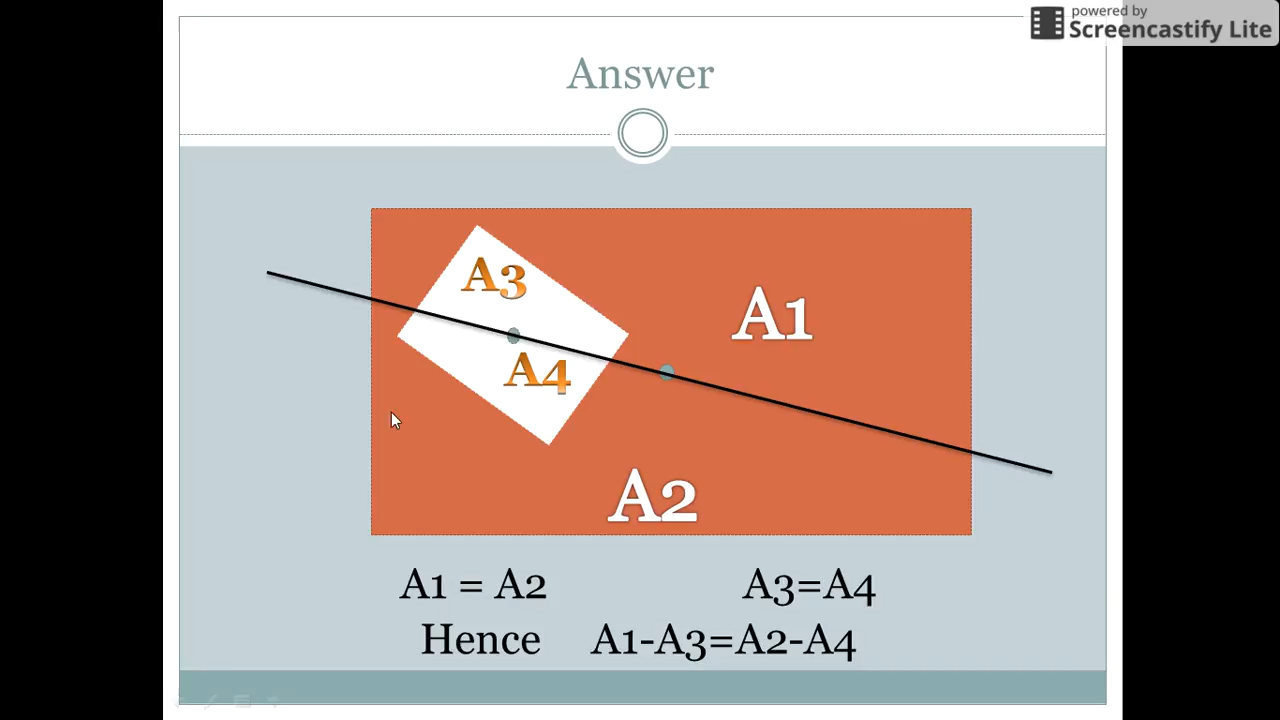 powered by
Screencastify Lite
Answer
A3
A1
A4
A2
A1 = A2 A3=A4
Hence A1-A3=A2-A4